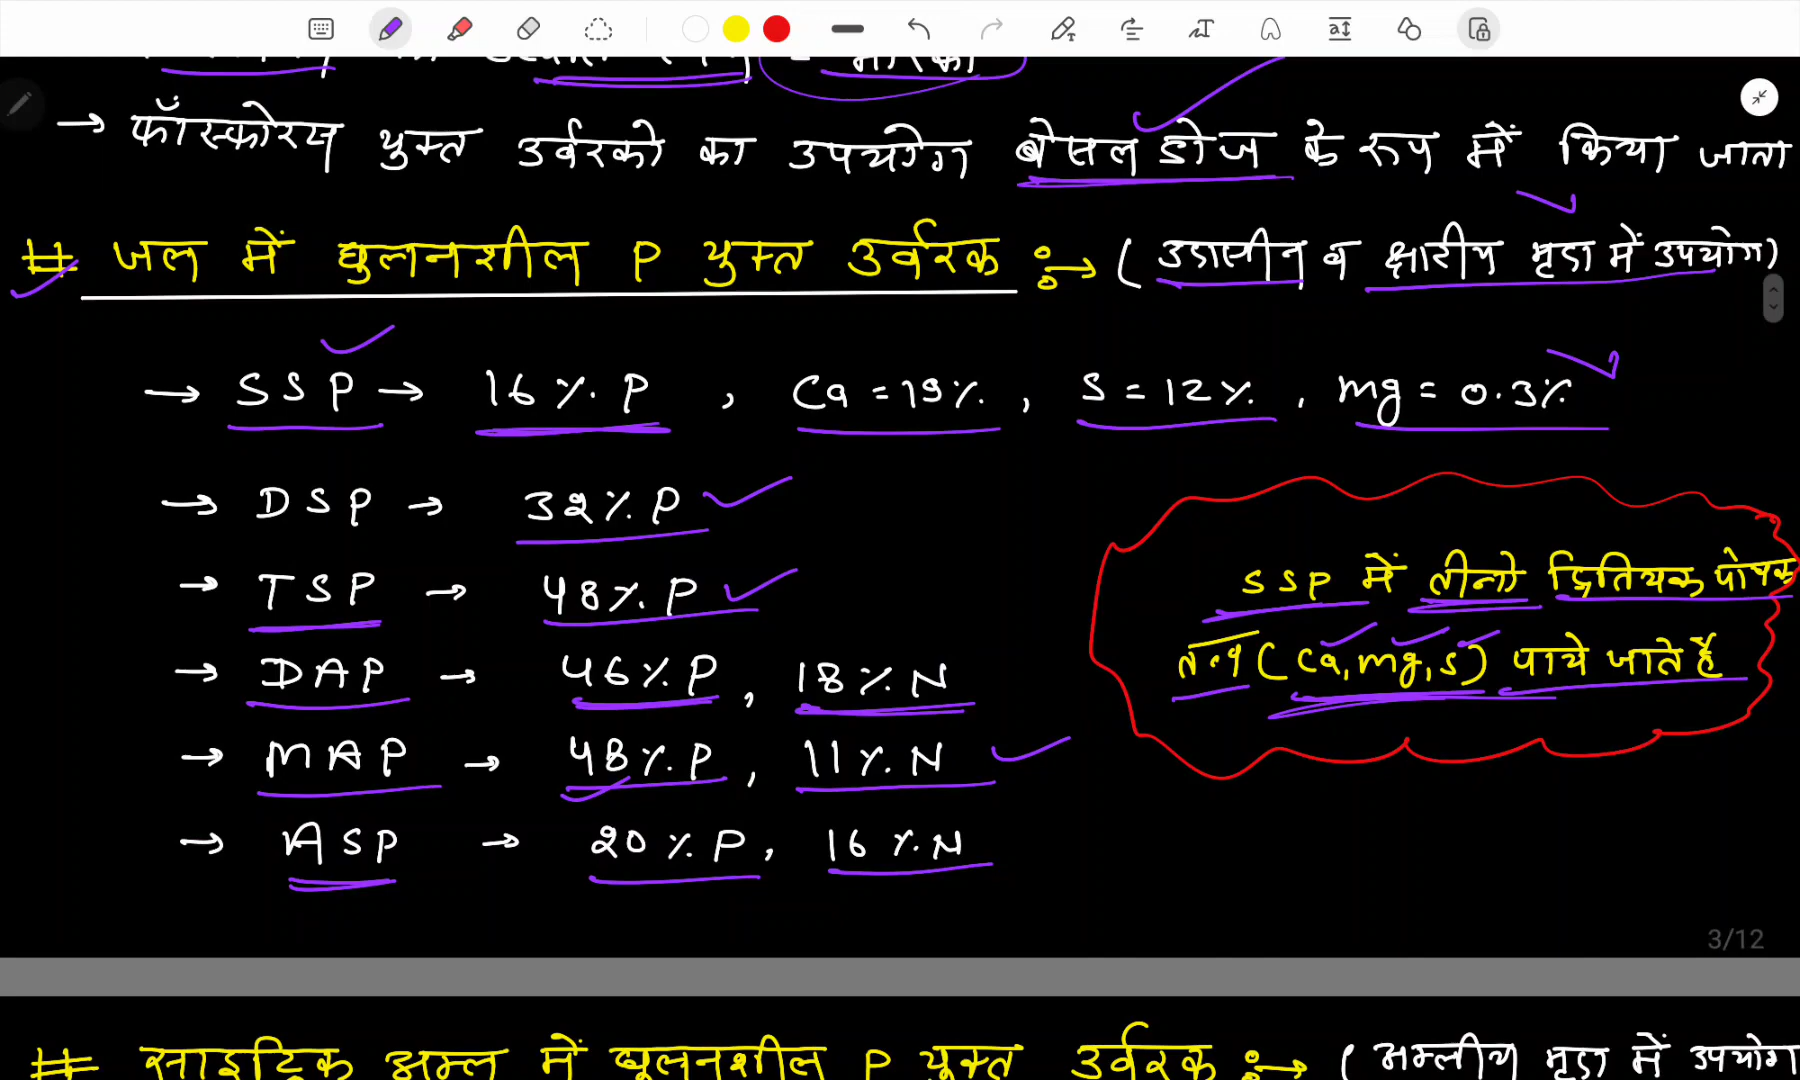 मोरक्को
→ फॉस्फोरस युक्त उर्वरको का उपयोग बेसल डोज के रूप में किया जाता
# जल में घुलनशील P युक्त उर्वरक :→ (उदासीन व क्षारीय मृदा में उपयोग)
→ SSP → 16%. P , Ca = 19%. , S = 12%. , mg = 0.3%
→ DSP → 32%. P
→ TSP → 48%. P
→ DAP → 46%. P , 18%. N
→ MAP → 48%. P , 11%. N
→ ASP → 20%. P , 16%. N
SSP में तीनो द्वितियक पोषक
तत्व (Ca, mg, S) पाये जाते है
3/12
# साइट्रिक अम्ल में घुलनशील P युक्त उर्वरक :→ (अम्लीय मृदा में उपयोग